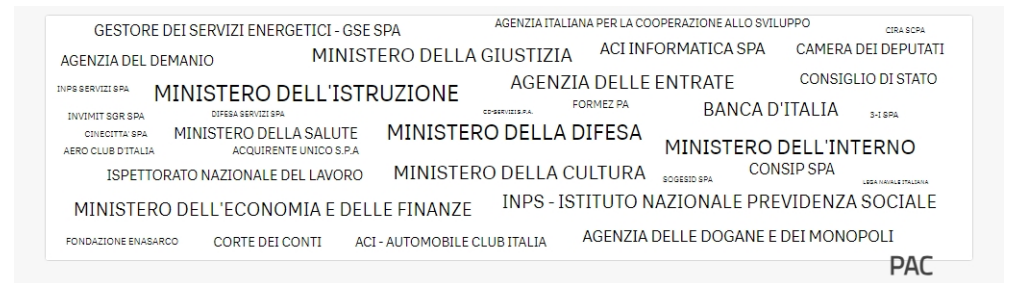 GESTORE DEI SERVIZI ENERGETICI - GSE SPA
AGENZIA ITALIANA PER LA COOPERAZIONE ALLO SVILUPPO
CIRA SCPA
AGENZIA DEL DEMANIO
MINISTERO DELLA GIUSTIZIA
ACI INFORMATICA SPA
CAMERA DEI DEPUTATI
INPS SERVIZI SPA
MINISTERO DELL'ISTRUZIONE
AGENZIA DELLE ENTRATE
CONSIGLIO DI STATO
INVIMIT SGR SPA
DIFESA SERVIZI SPA
CO-SERVIZI S.R.A.
FORMEZ PA
BANCA D'ITALIA
3-I SPA
CINECITTA' SPA
MINISTERO DELLA SALUTE
MINISTERO DELLA DIFESA
MINISTERO DELL'INTERNO
AERO CLUB D'ITALIA
ACQUIRENTE UNICO S.P.A
ISPETTORATO NAZIONALE DEL LAVORO
MINISTERO DELLA CULTURA
SOGESID SPA
CONSIP SPA
LEGA NAVALE ITALIANA
MINISTERO DELL'ECONOMIA E DELLE FINANZE
INPS - ISTITUTO NAZIONALE PREVIDENZA SOCIALE
FONDAZIONE ENASARCO
CORTE DEI CONTI
ACI - AUTOMOBILE CLUB ITALIA
AGENZIA DELLE DOGANE E DEI MONOPOLI
PAC